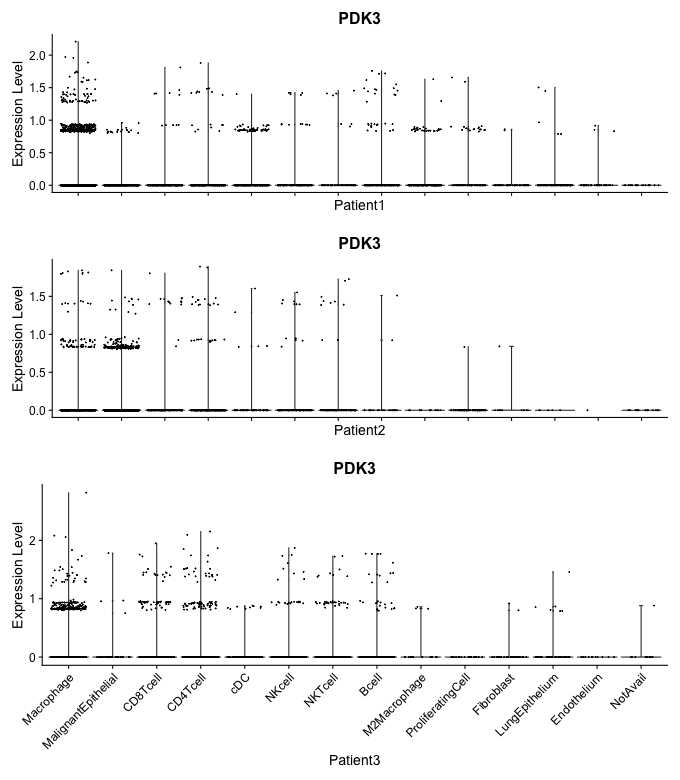 PDK3
Expression Level
2.0
1.5
1.0
0.5
0.0
Patient1
PDK3
Expression Level
1.5
1.0
0.5
0.0
Patient2
PDK3
Expression Level
2
1
0
Macrophage
MalignantEpithelial
CD8Tcell
CD4Tcell
cDC
NKcell
NKTcell
Bcell
M2Macrophage
ProliferatingCell
Fibroblast
LungEpithelium
Endothelium
NotAvail
Patient3